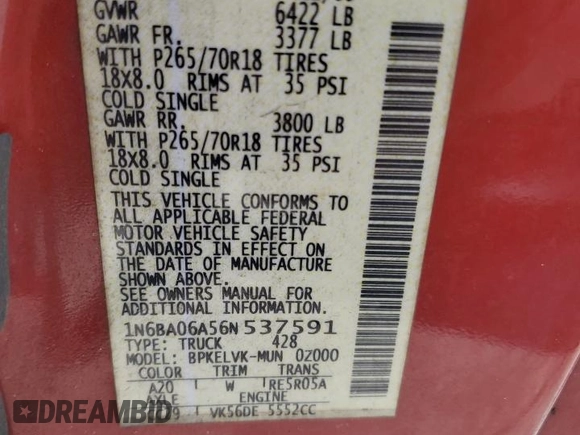 GVWR 6422 LB
GAWR FR. 3377 LB
WITH P265/70R18 TIRES
18X8.0 RIMS AT 35 PSI
COLD SINGLE
GAWR RR. 3800 LB
WITH P265/70R18 TIRES
18X8.0 RIMS AT 35 PSI
COLD SINGLE
THIS VEHICLE CONFORMS TO
ALL APPLICABLE FEDERAL
MOTOR VEHICLE SAFETY
STANDARDS IN EFFECT ON
THE DATE OF MANUFACTURE
SHOWN ABOVE.
SEE OWNERS MANUAL FOR
ADDITIONAL INFORMATION.
1N6BA06A56N537591
TYPE: TRUCK 428
MODEL: BPKELVK-MUN 0Z000
COLOR TRIM TRANS
A20 W RE5R05A
AXLE ENGINE
VK56DE 5552CC
DREAMBID